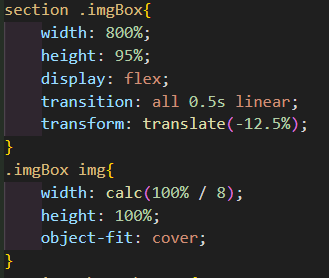 section .imgBox{
    width: 800%;
    height: 95%;
    display: flex;
    transition: all 0.5s linear;
    transform: translate(-12.5%);
}
.imgBox img{
    width: calc(100% / 8);
    height: 100%;
    object-fit: cover;
}